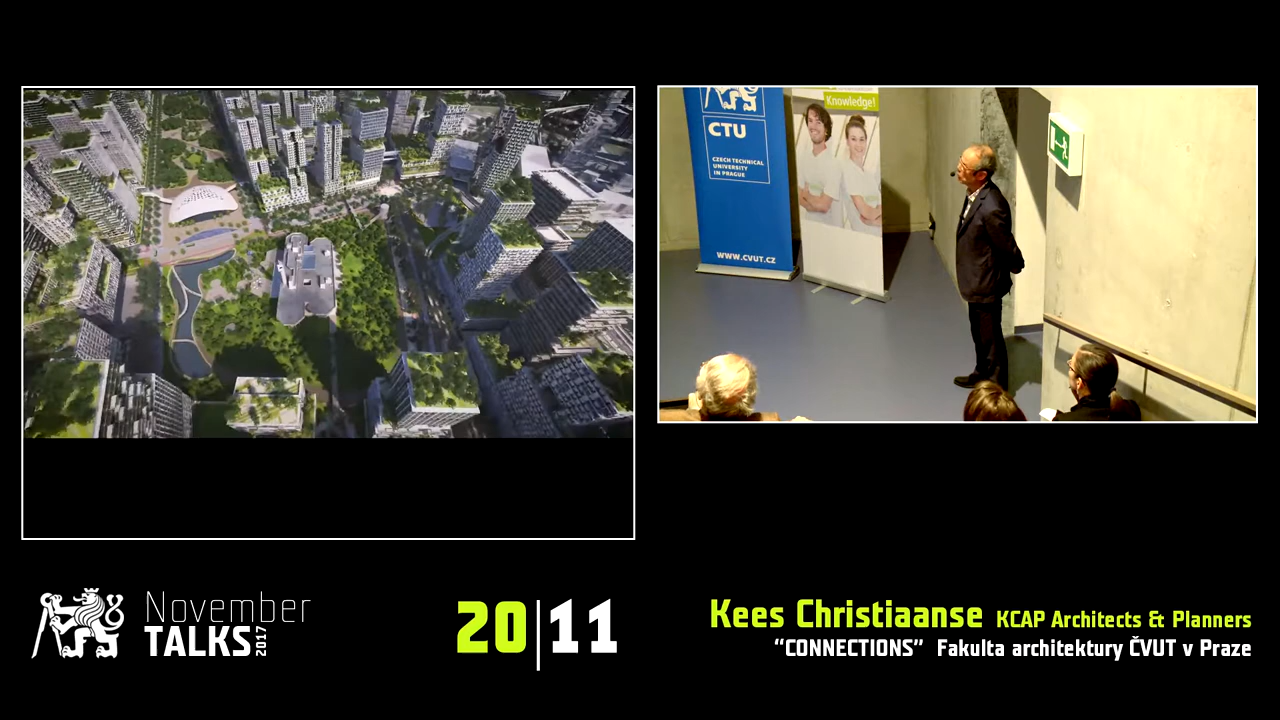 Knowledge!
CTU
CZECH TECHNICAL
UNIVERSITY
IN PRAGUE
WWW.CVUT.CZ
November
TALKS 2017
20|11
Kees Christiaanse KCAP Architects & Planners
“CONNECTIONS” Fakulta architektury ČVUT v Praze